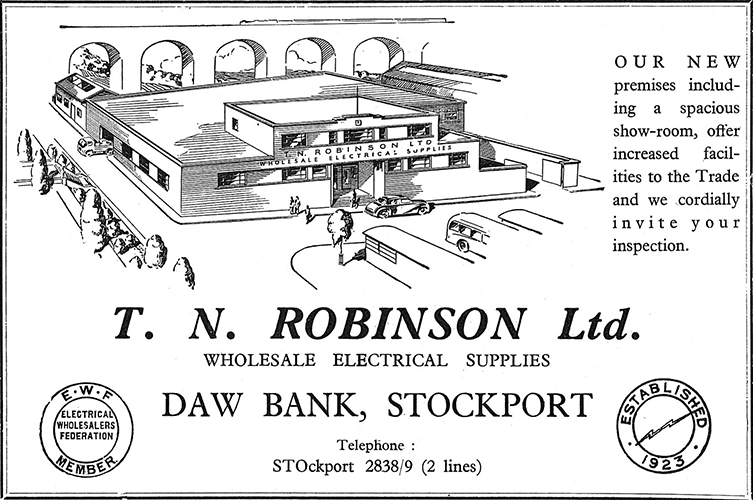 OUR NEW
premises includ-
ing a spacious
show-room, offer
increased facil-
ities to the Trade
and we cordially
invite your
inspection.
T. N. ROBINSON LTD
WHOLESALE ELECTRICAL SUPPLIES
T. N. ROBINSON Ltd.
WHOLESALE ELECTRICAL SUPPLIES
DAW BANK, STOCKPORT
Telephone :
STOckport 2838/9 (2 lines)
E·W·F
ELECTRICAL
WHOLESALERS
FEDERATION
MEMBER
ESTABLISHED
· 1923 ·